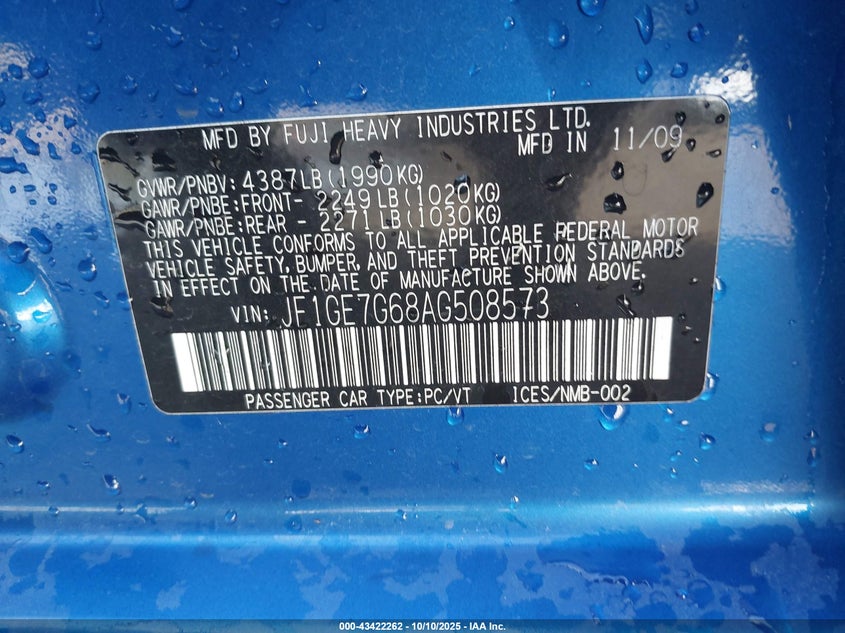 MFD BY FUJI HEAVY INDUSTRIES LTD.
MFD IN 11/09
GVWR/PNBV: 4387LB(1990KG)
GAWR/PNBE:FRONT- 2249LB(1020KG)
GAWR/PNBE:REAR - 2271LB(1030KG)
THIS VEHICLE CONFORMS TO ALL APPLICABLE FEDERAL MOTOR
VEHICLE SAFETY, BUMPER, AND THEFT PREVENTION STANDARDS
IN EFFECT ON THE DATE OF MANUFACTURE SHOWN ABOVE.
VIN: JF1GE7G68AG508573
PASSENGER CAR TYPE:PC/VT ICES/NMB-002
000-43422262 - 10/10/2025 - IAA Inc.